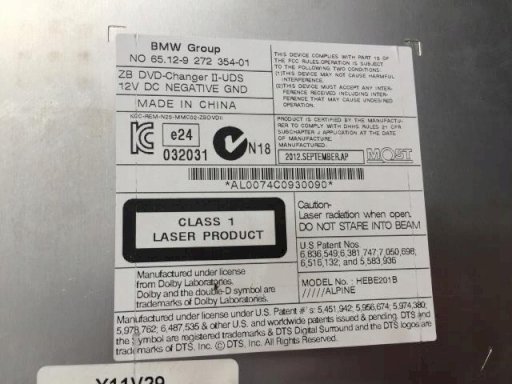 BMW Group
NO 65.12-9 272 354-01
ZB DVD-Changer II-UDS
12V DC NEGATIVE GND
MADE IN CHINA
THIS DEVICE COMPLIES WITH PART 15 OF
THE FCC RULES OPERATION IS SUBJECT
TO THE FOLLOWING TWO CONDITIONS.
(1)THIS DEVICE MAY NOT CAUSE HARMFUL
INTERFERENCE.
(2)THIS DEVICE MUST ACCEPT ANY INTER-
FERENCE RECEIVED INCLUDING INTER-
FERENCE THAT MAY CAUSE UNDESIRED
OPERATION.
KCC-REM-N25-MMC02-ZBDVDII
e24
032031
N18
PRODUCT IS CERTIFIED BY THE MANUFACTU-
RER TO COMPLY WITH DHHS RULES 21 CFR
SUBCHAPTER J APPLICATION AT THE DATE
OF MANUFACTURE.
2012.SEPTEMBER.AP
MOST
*AL0074C0930090*
CLASS 1
LASER PRODUCT
Caution-
Laser radiation when open.
DO NOT STARE INTO BEAM
U.S.Patent Nos.
6,836,549;6,381,747;7,050,698;
6,516,132; and 5,583,936
Manufactured under license
from Dolby Laboratories.
Dolby and the double-D symbol are
trademarks of Dolby Laboratories.
MODEL NO. : HEBE201B
/////ALPINE
Manufactured under license under U.S. Patent #'s: 5,451,942; 5,956,674; 5,974,380;
5,978,762; 6,487,535 & other U.S. and worldwide patents issued & pending. DTS and
the symbol are registered trademarks & DTS Digital Surround and the DTS logos are
trademarks of DTS, Inc. © DTS, Inc. All Rights Reserved.